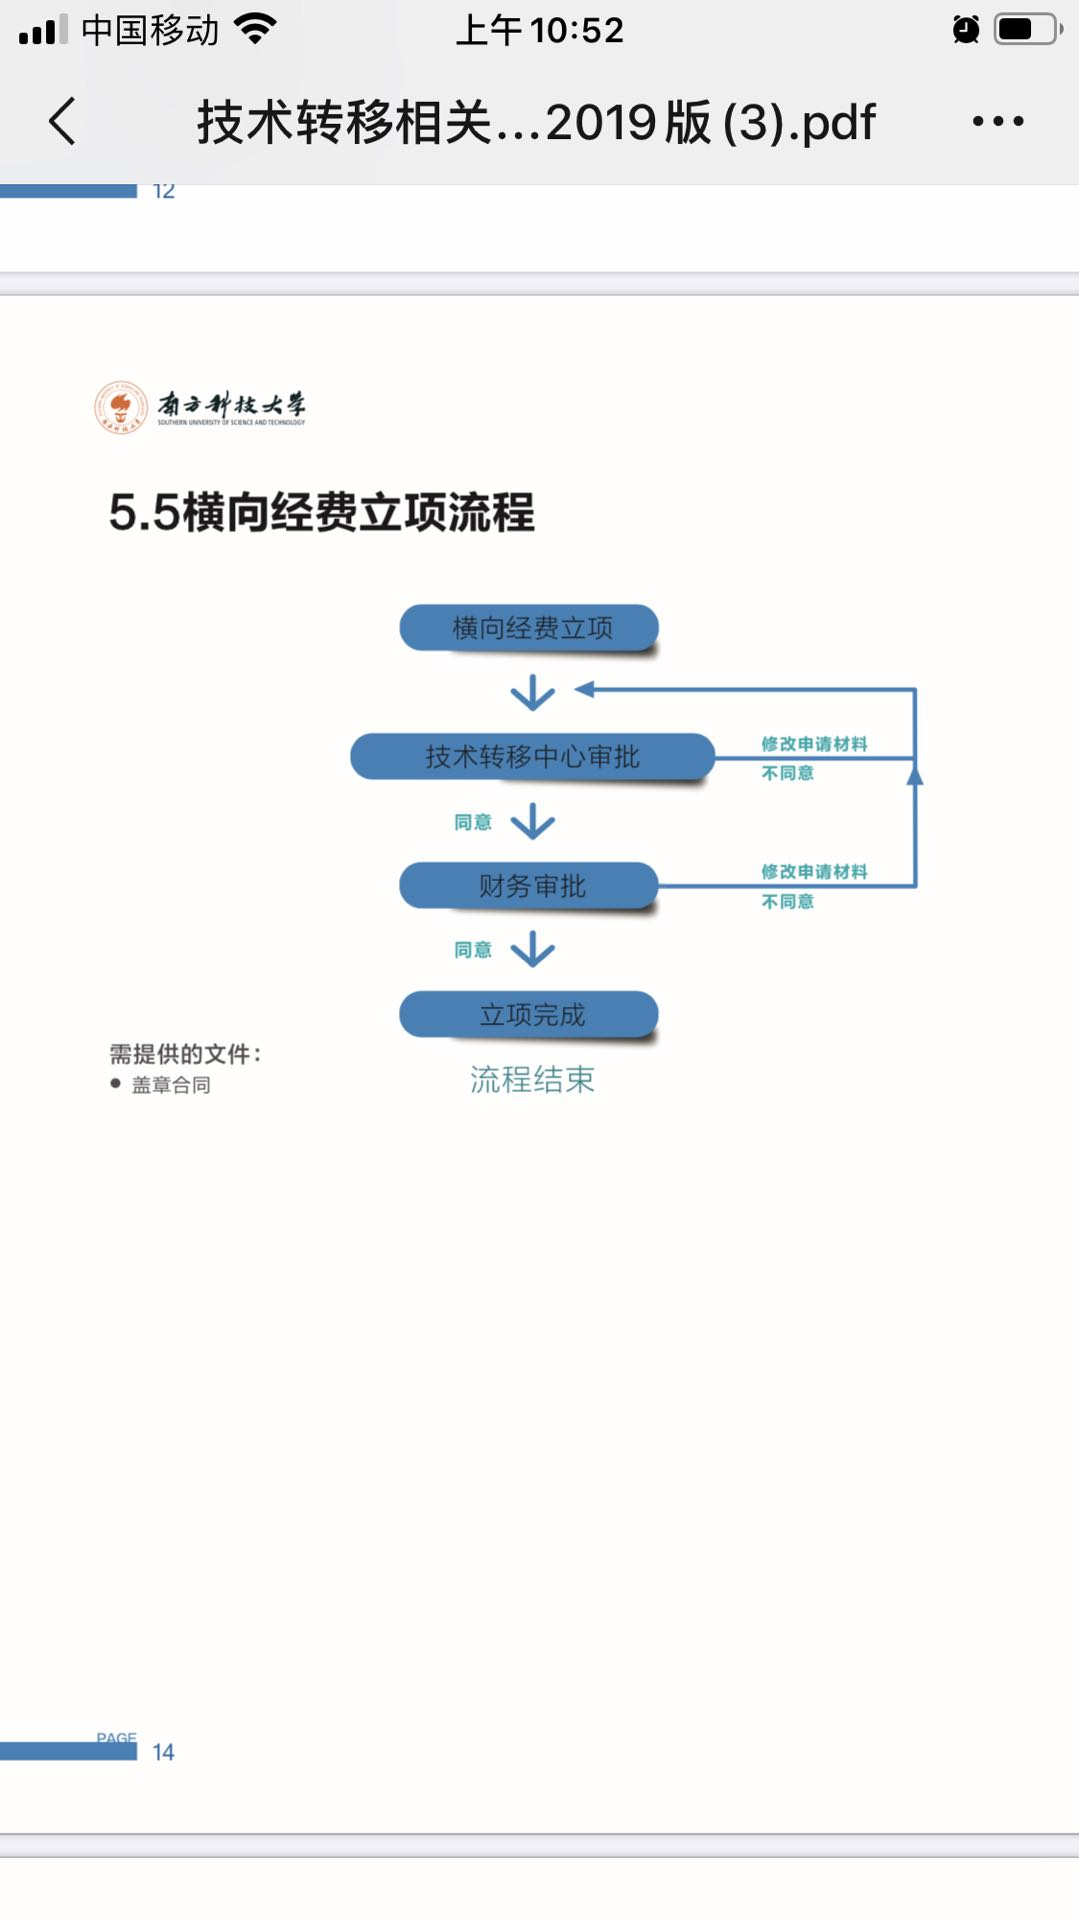 中国移动
上午10:52
技术转移相关...2019版(3).pdf
12
南方科技大学
SOUTHERN UNIVERSITY OF SCIENCE AND TECHNOLOGY
5.5横向经费立项流程
横向经费立项
技术转移中心审批
修改申请材料
不同意
同意
财务审批
修改申请材料
不同意
同意
立项完成
需提供的文件：
● 盖章合同
流程结束
PAGE
14